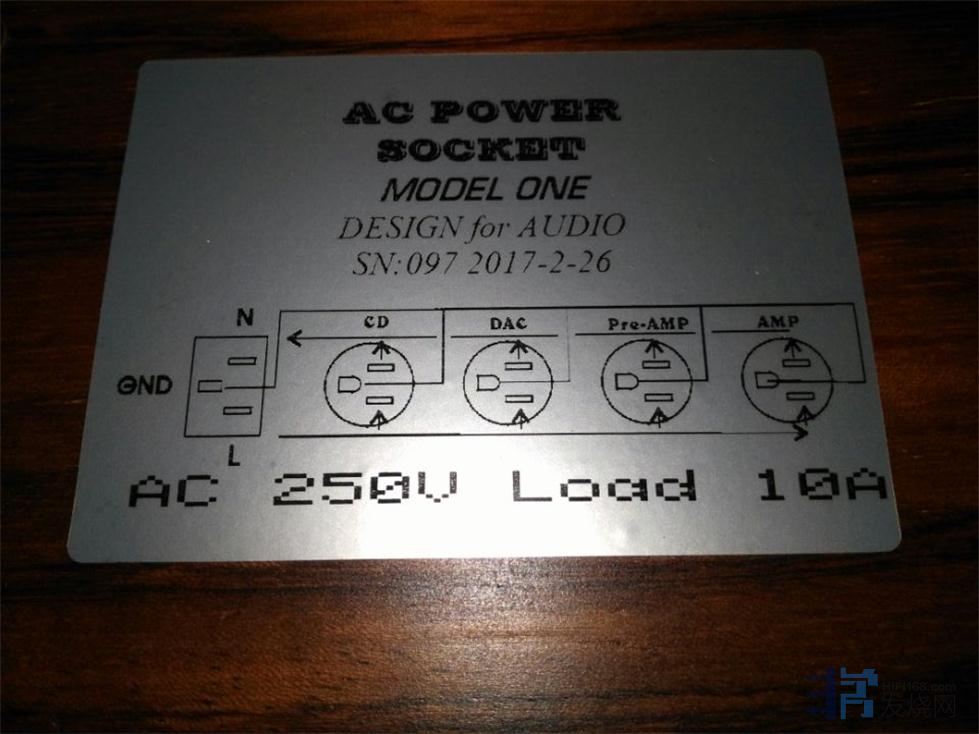 AC POWER
SOCKET
MODEL ONE
DESIGN for AUDIO
SN:097 2017-2-26
N
CD DAC Pre-AMP AMP
GND
L
AC 250V Load 10A
HiFi168.com
发烧网